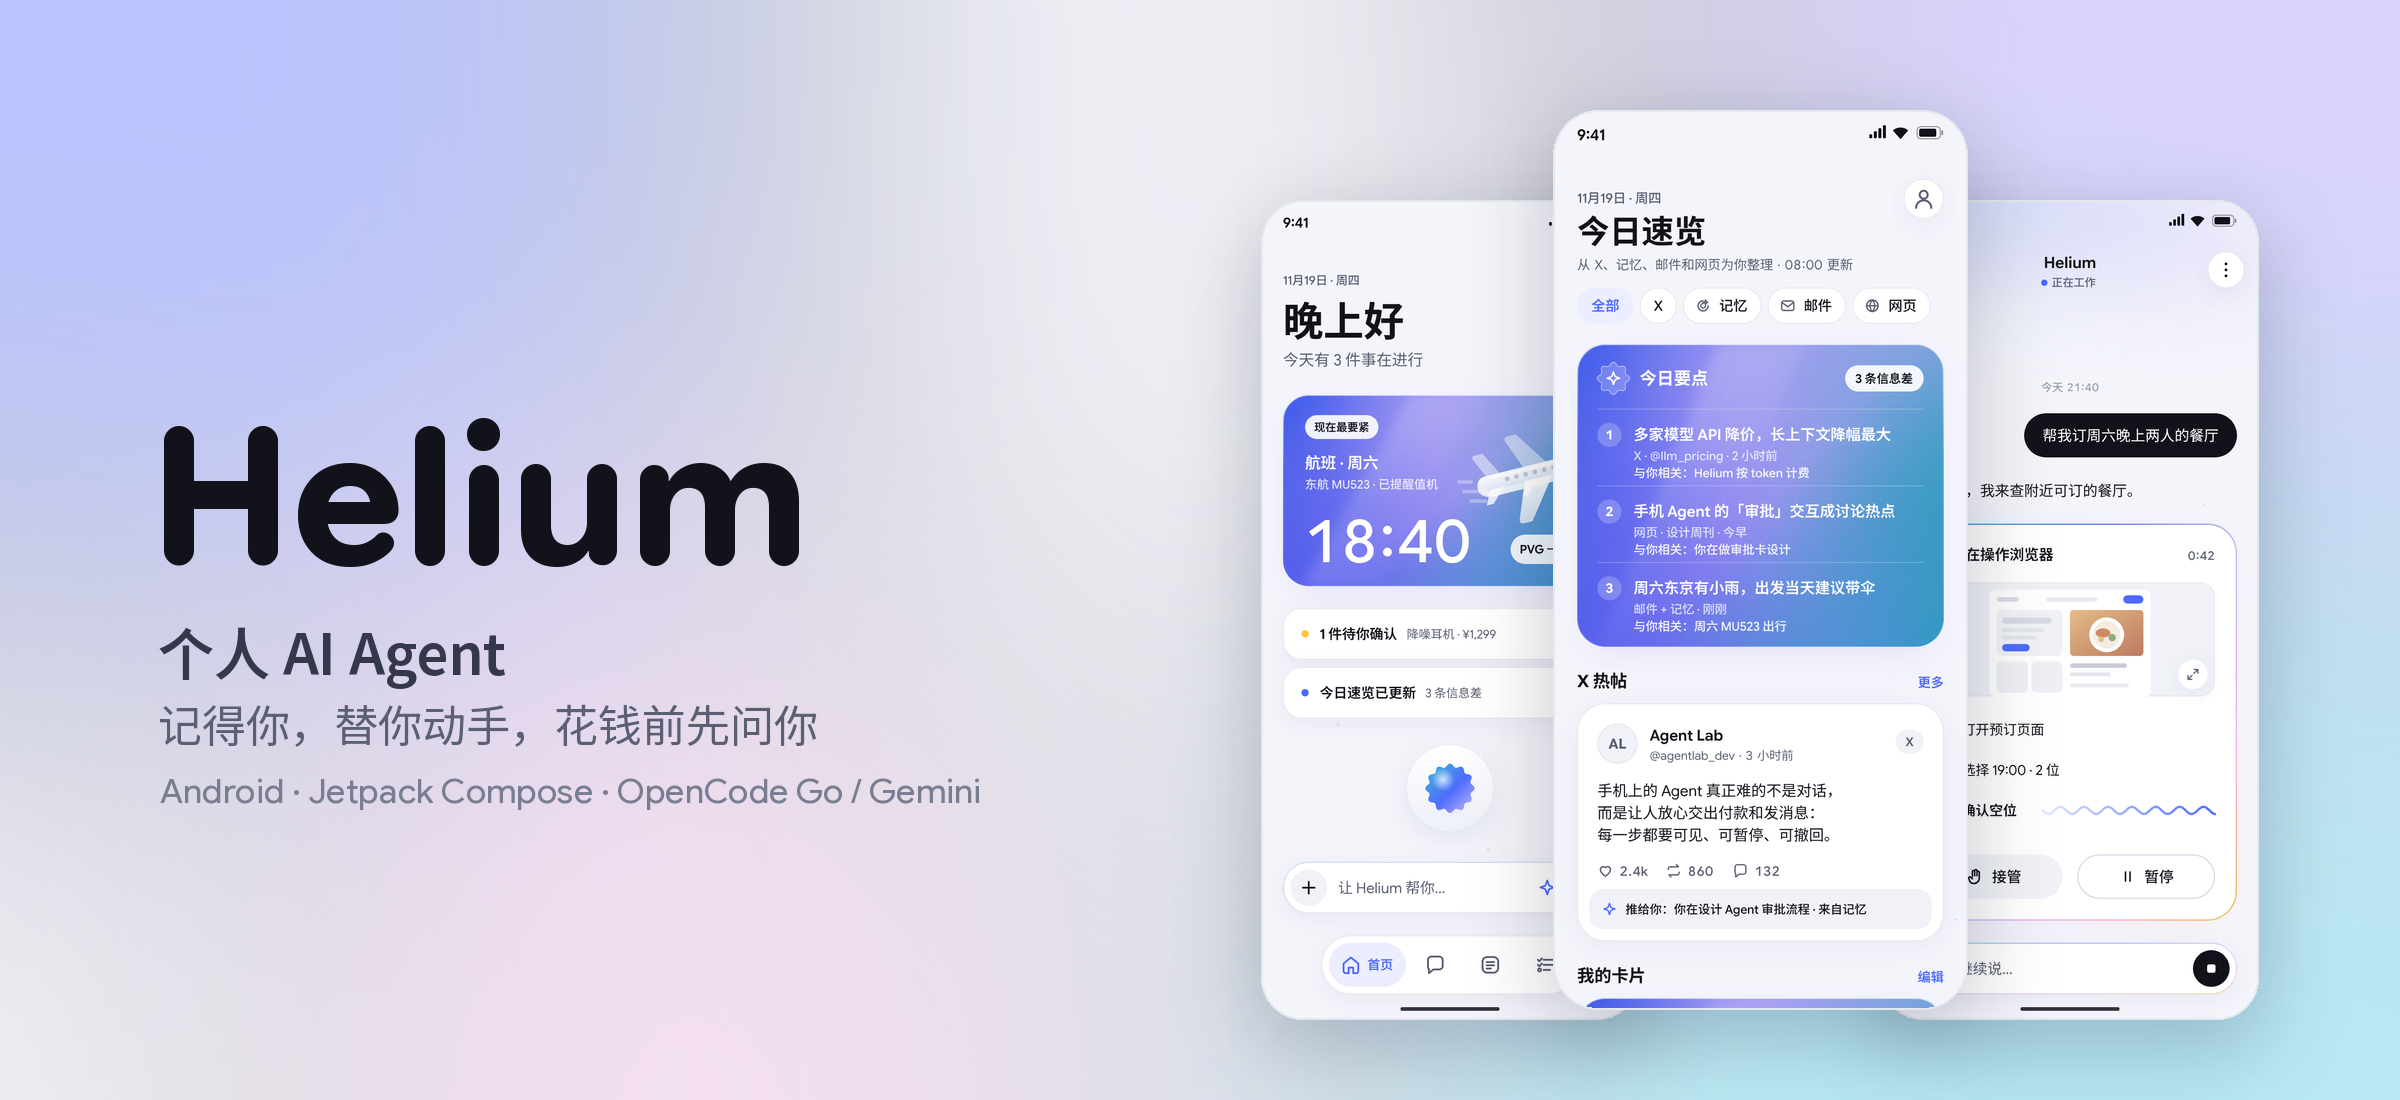 Helium
个人 AI Agent
记得你，替你动手，花钱前先问你
Android · Jetpack Compose · OpenCode Go / Gemini
9:41
11月19日 · 周四
晚上好
今天有 3 件事在进行
现在最要紧
航班 · 周六
东航 MU523 · 已提醒值机
18:40
PVG
1 件待你确认 降噪耳机 · ¥1,299
今日速览已更新 3 条信息差
让 Helium 帮你...
首页
9:41
11月19日 · 周四
今日速览
从 X、记忆、邮件和网页为你整理 · 08:00 更新
全部 X 记忆 邮件 网页
今日要点 3 条信息差
1 多家模型 API 降价，长上下文降幅最大
X · @llm_pricing · 2 小时前
与你相关：Helium 按 token 计费
2 手机 Agent 的「审批」交互成讨论热点
网页 · 设计周刊 · 今早
与你相关：你在做审批卡设计
3 周六东京有小雨，出发当天建议带伞
邮件 + 记忆 · 刚刚
与你相关：周六 MU523 出行
X 热帖 更多
AL Agent Lab X
@agentlab_dev · 3 小时前
手机上的 Agent 真正难的不是对话，
而是让人放心交出付款和发消息：
每一步都要可见、可暂停、可撤回。
2.4k 860 132
推给你：你在设计 Agent 审批流程 · 来自记忆
我的卡片 编辑
Helium
正在工作
今天 21:40
帮我订周六晚上两人的餐厅
，我来查附近可订的餐厅。
在操作浏览器 0:42
打开预订页面
选择 19:00 · 2 位
确认空位
接管 暂停
继续说...